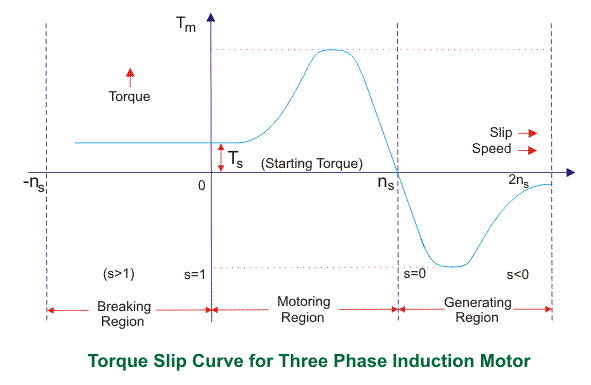 Tm
Torque
Slip
Speed
Ts
(Starting Torque)
-ns
0
ns
2ns
(s>1)
s=1
s=0
s<0
Breaking
Region
Motoring
Region
Generating
Region
Torque Slip Curve for Three Phase Induction Motor